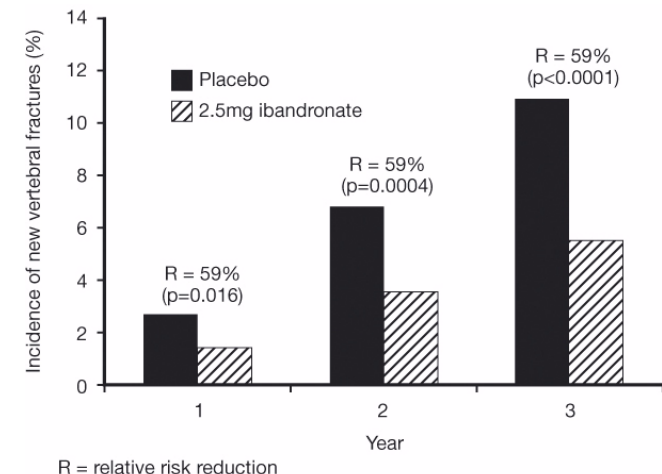 Incidence of new vertebral fractures (%)
14
12
10
8
6
4
2
0
Placebo
2.5mg ibandronate
R = 59%
(p=0.016)
R = 59%
(p=0.0004)
R = 59%
(p<0.0001)
1 2 3
Year
R = relative risk reduction